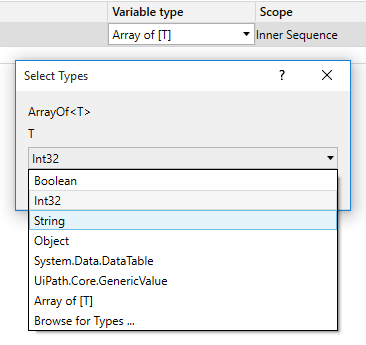 Variable type Scope
Array of [T] Inner Sequence
Select Types ?
ArrayOf<T>
T
Int32
Boolean
Int32
String
Object
System.Data.DataTable
UiPath.Core.GenericValue
Array of [T]
Browse for Types ...